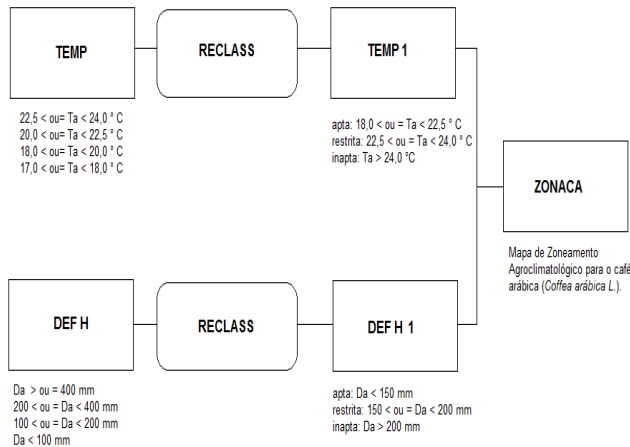 TEMP
RECLASS
TEMP 1
22,5 < ou= Ta < 24,0 ° C
20,0 < ou= Ta < 22,5 ° C
18,0 < ou= Ta < 20,0 ° C
17,0 < ou= Ta < 18,0 ° C
apta: 18,0 < ou = Ta < 22,5 ° C
restrita: 22,5 < ou = Ta < 24,0 ° C
inapta: Ta > 24,0 °C
ZONACA
Mapa de Zoneamento
Agroclimatológico para o café
arábica (Coffea arábica L.).
DEF H
RECLASS
DEF H 1
Da > ou = 400 mm
200 < ou = Da < 400 mm
100 < ou = Da < 200 mm
Da < 100 mm
apta: Da < 150 mm
restrita: 150 < ou = Da < 200 mm
inapta: Da > 200 mm